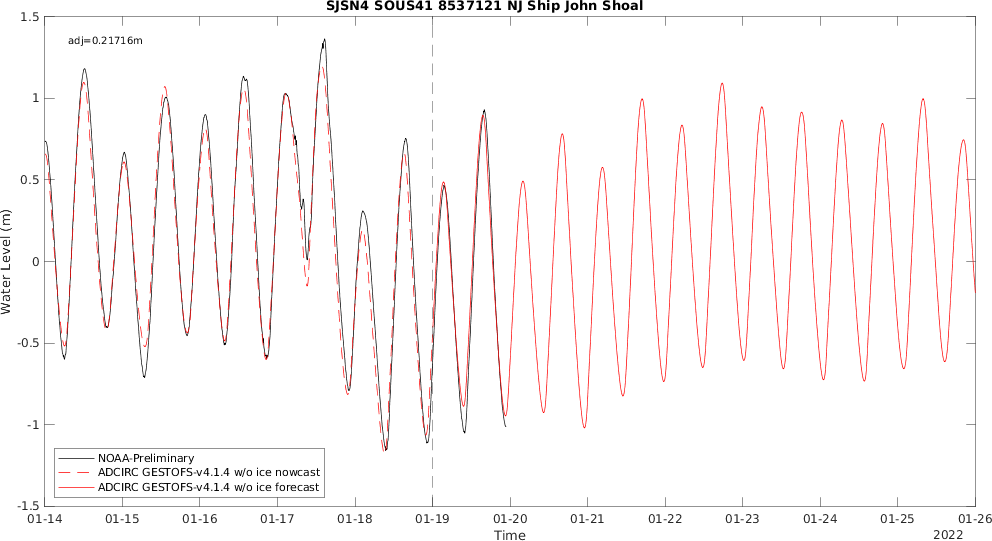 SJSN4 SOUS41 8537121 NJ Ship John Shoal
adj=0.21716m
1.5
1
0.5
0
-0.5
-1
-1.5
Water Level (m)
NOAA-Preliminary
ADCIRC GESTOFS-v4.1.4 w/o ice nowcast
ADCIRC GESTOFS-v4.1.4 w/o ice forecast
01-14 01-15 01-16 01-17 01-18 01-19 01-20 01-21 01-22 01-23 01-24 01-25 01-26
Time
2022